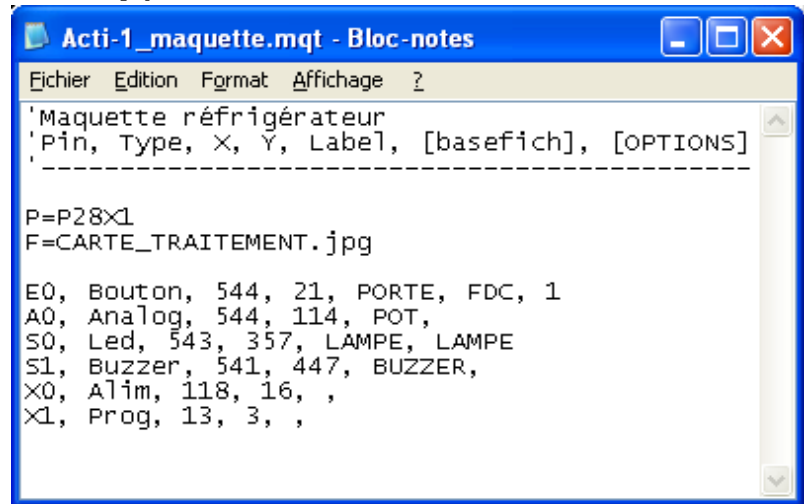 Acti-1_maquette.mqt - Bloc-notes
Fichier Edition Format Affichage ?
'Maquette réfrigérateur
'Pin, Type, X, Y, Label, [basefich], [OPTIONS]
'---------------------------------------------
P=P28X1
F=CARTE_TRAITEMENT.jpg
E0, Bouton, 544, 21, PORTE, FDC, 1
A0, Analog, 544, 114, POT,
S0, Led, 543, 357, LAMPE, LAMPE
S1, Buzzer, 541, 447, BUZZER,
X0, Alim, 118, 16, ,
X1, Prog, 13, 3, ,